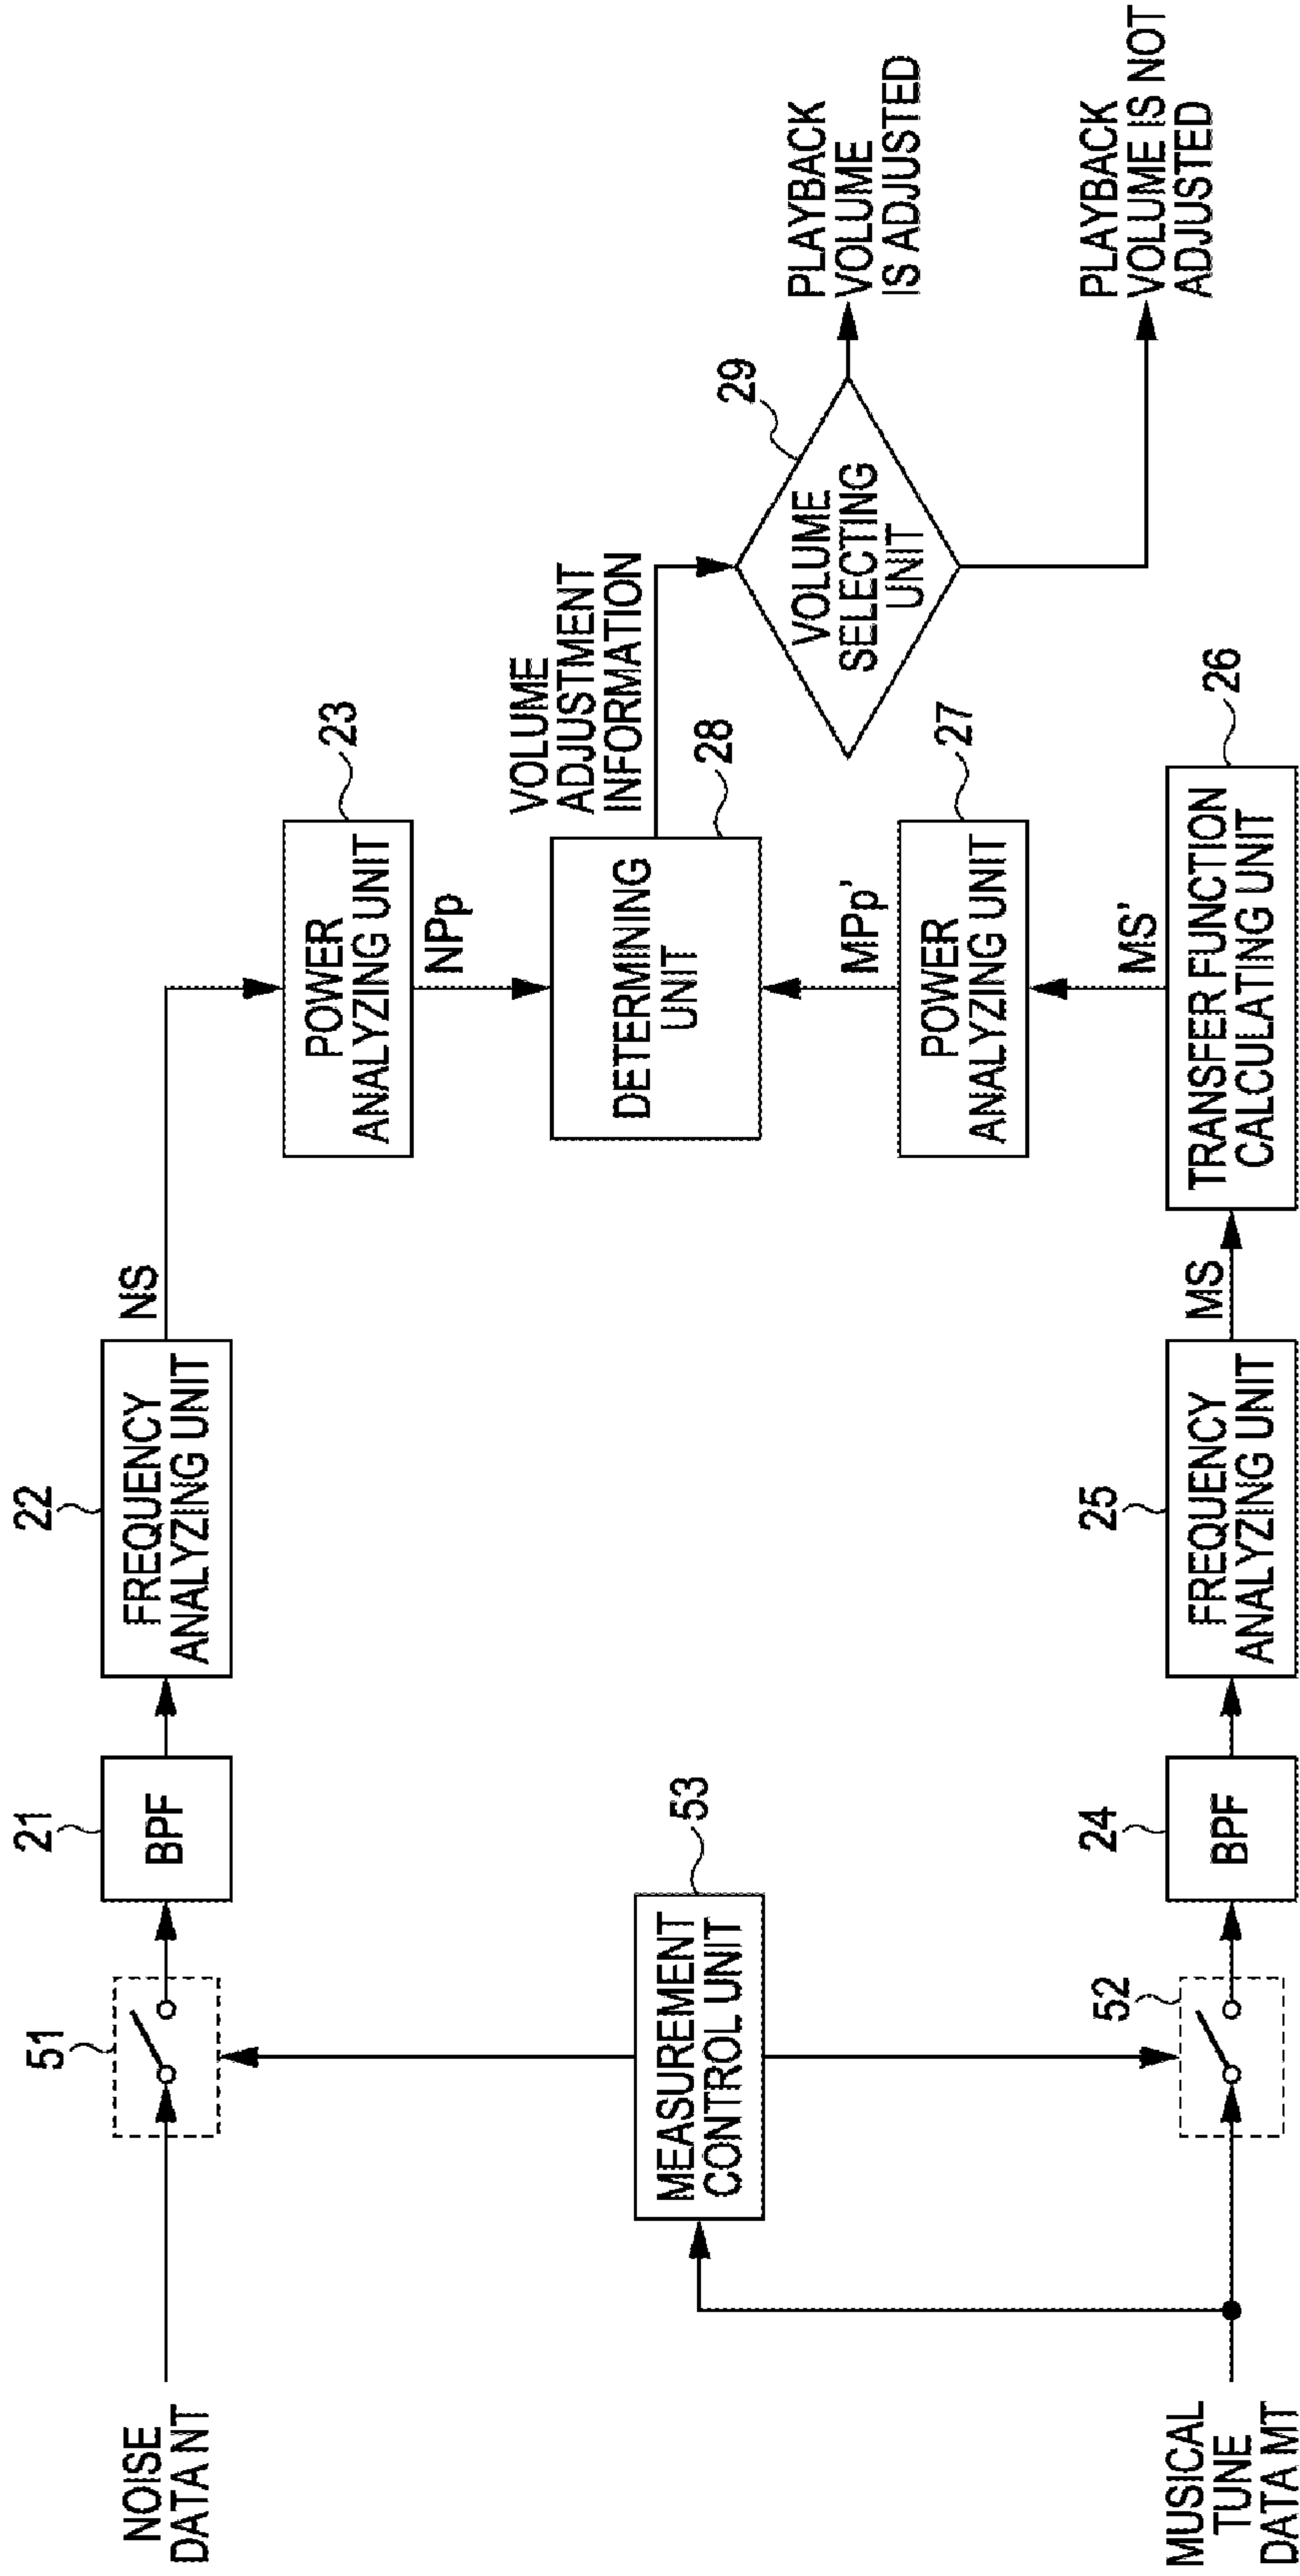 NOISE
DATA NT
51
21
BPF
22
FREQUENCY
ANALYZING UNIT
NS
23
POWER
ANALYZING UNIT
NPp
53
MEASUREMENT
CONTROL UNIT
DETERMINING
UNIT
28
VOLUME
ADJUSTMENT
INFORMATION
29
VOLUME
SELECTING
UNIT
PLAYBACK
VOLUME
IS ADJUSTED
PLAYBACK
VOLUME IS NOT
ADJUSTED
MPp'
27
POWER
ANALYZING UNIT
MS'
MUSICAL
TUNE
DATA MT
52
24
BPF
25
FREQUENCY
ANALYZING UNIT
MS
26
TRANSFER FUNCTION
CALCULATING UNIT